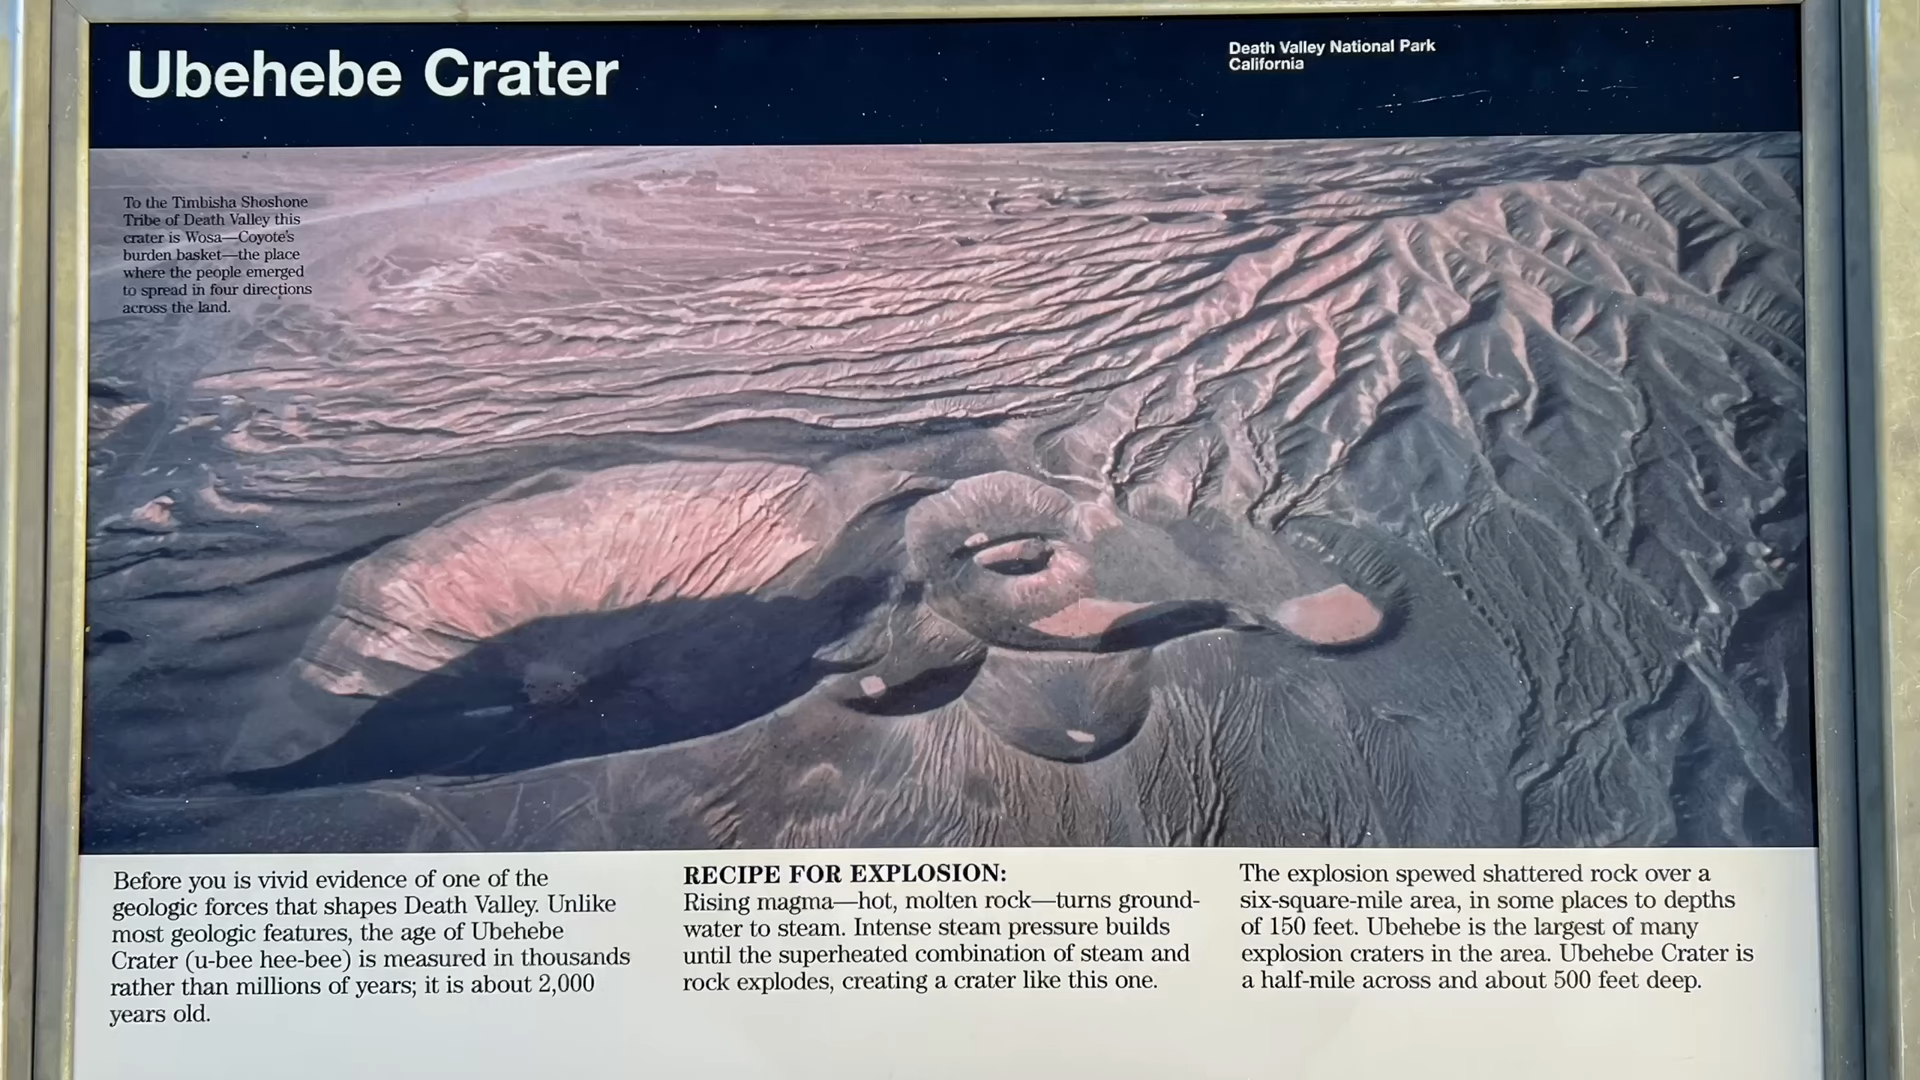 Ubehebe Crater
Death Valley National Park
California
To the Timbisha Shoshone
Tribe of Death Valley this
crater is Wosa—Coyote's
burden basket—the place
where the people emerged
to spread in four directions
across the land.
Before you is vivid evidence of one of the
geologic forces that shapes Death Valley. Unlike
most geologic features, the age of Ubehebe
Crater (u-bee hee-bee) is measured in thousands
rather than millions of years; it is about 2,000
years old.
RECIPE FOR EXPLOSION:
Rising magma—hot, molten rock—turns ground-
water to steam. Intense steam pressure builds
until the superheated combination of steam and
rock explodes, creating a crater like this one.
The explosion spewed shattered rock over a
six-square-mile area, in some places to depths
of 150 feet. Ubehebe is the largest of many
explosion craters in the area. Ubehebe Crater is
a half-mile across and about 500 feet deep.